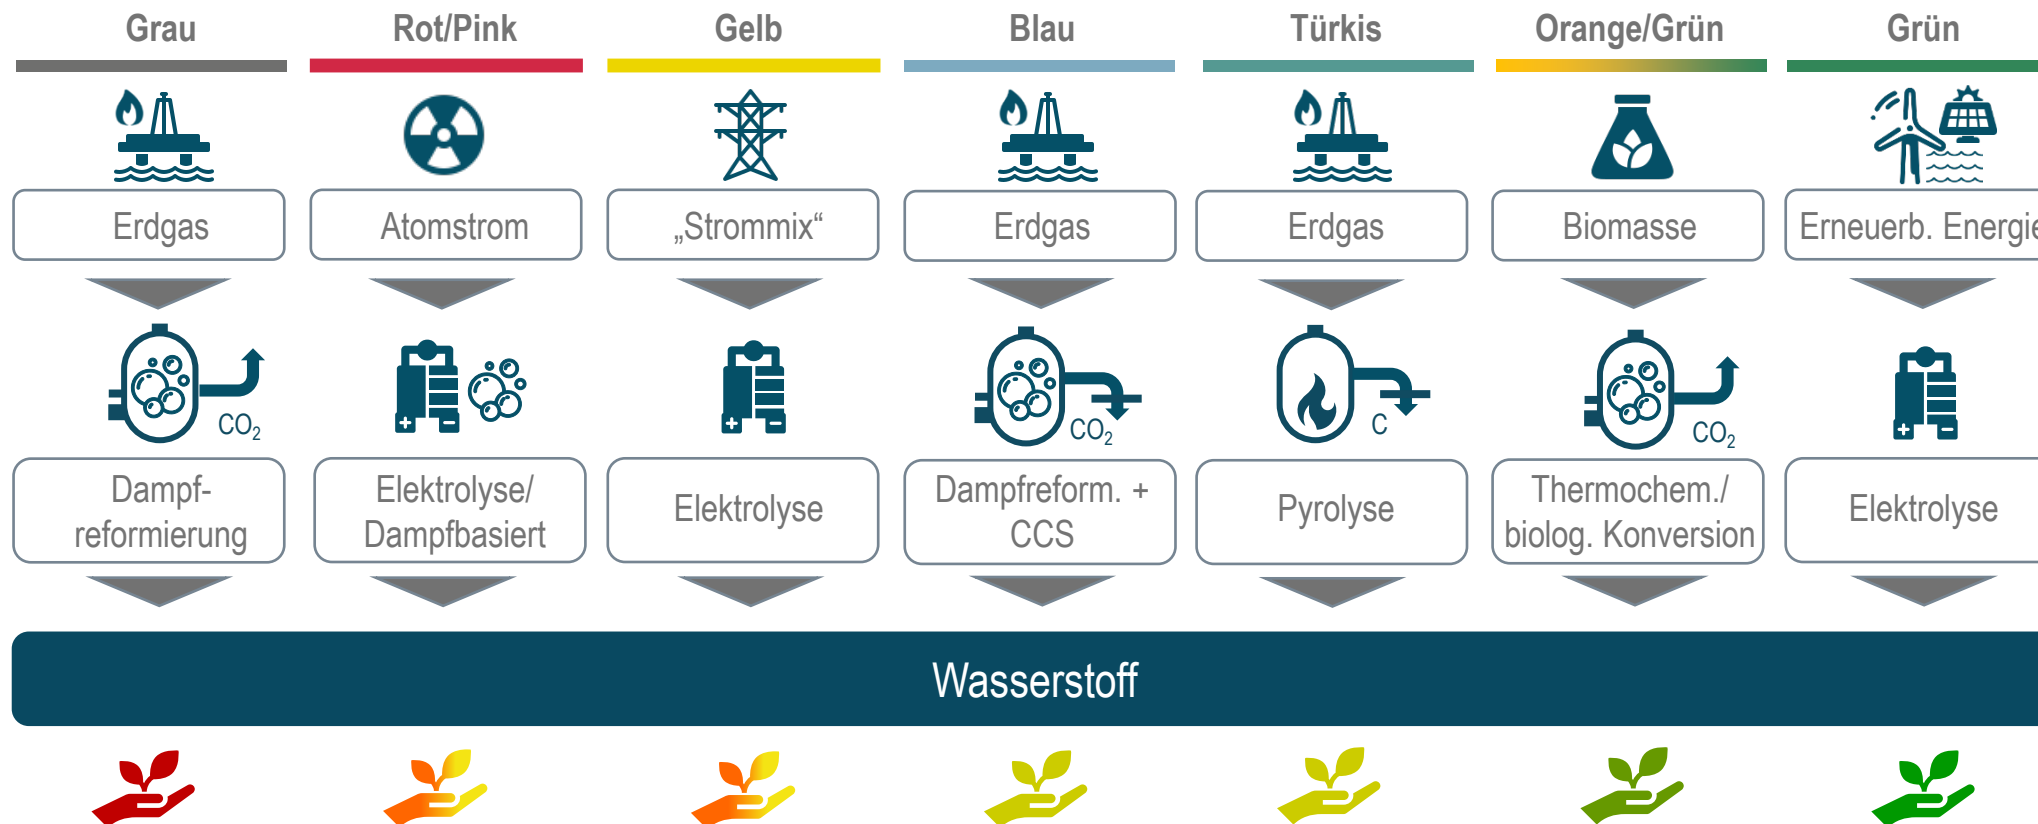 Grau
Rot/Pink
Gelb
Blau
Türkis
Orange/Grün
Grün
Erdgas
Atomstrom
„Strommix“
Erdgas
Erdgas
Biomasse
Erneuerb. Energie
CO2
+ -
+ -
CO2
C
CO2
+ -
Dampf-
reformierung
Elektrolyse/
Dampfbasiert
Elektrolyse
Dampfreform. +
CCS
Pyrolyse
Thermochem./
biolog. Konversion
Elektrolyse
Wasserstoff